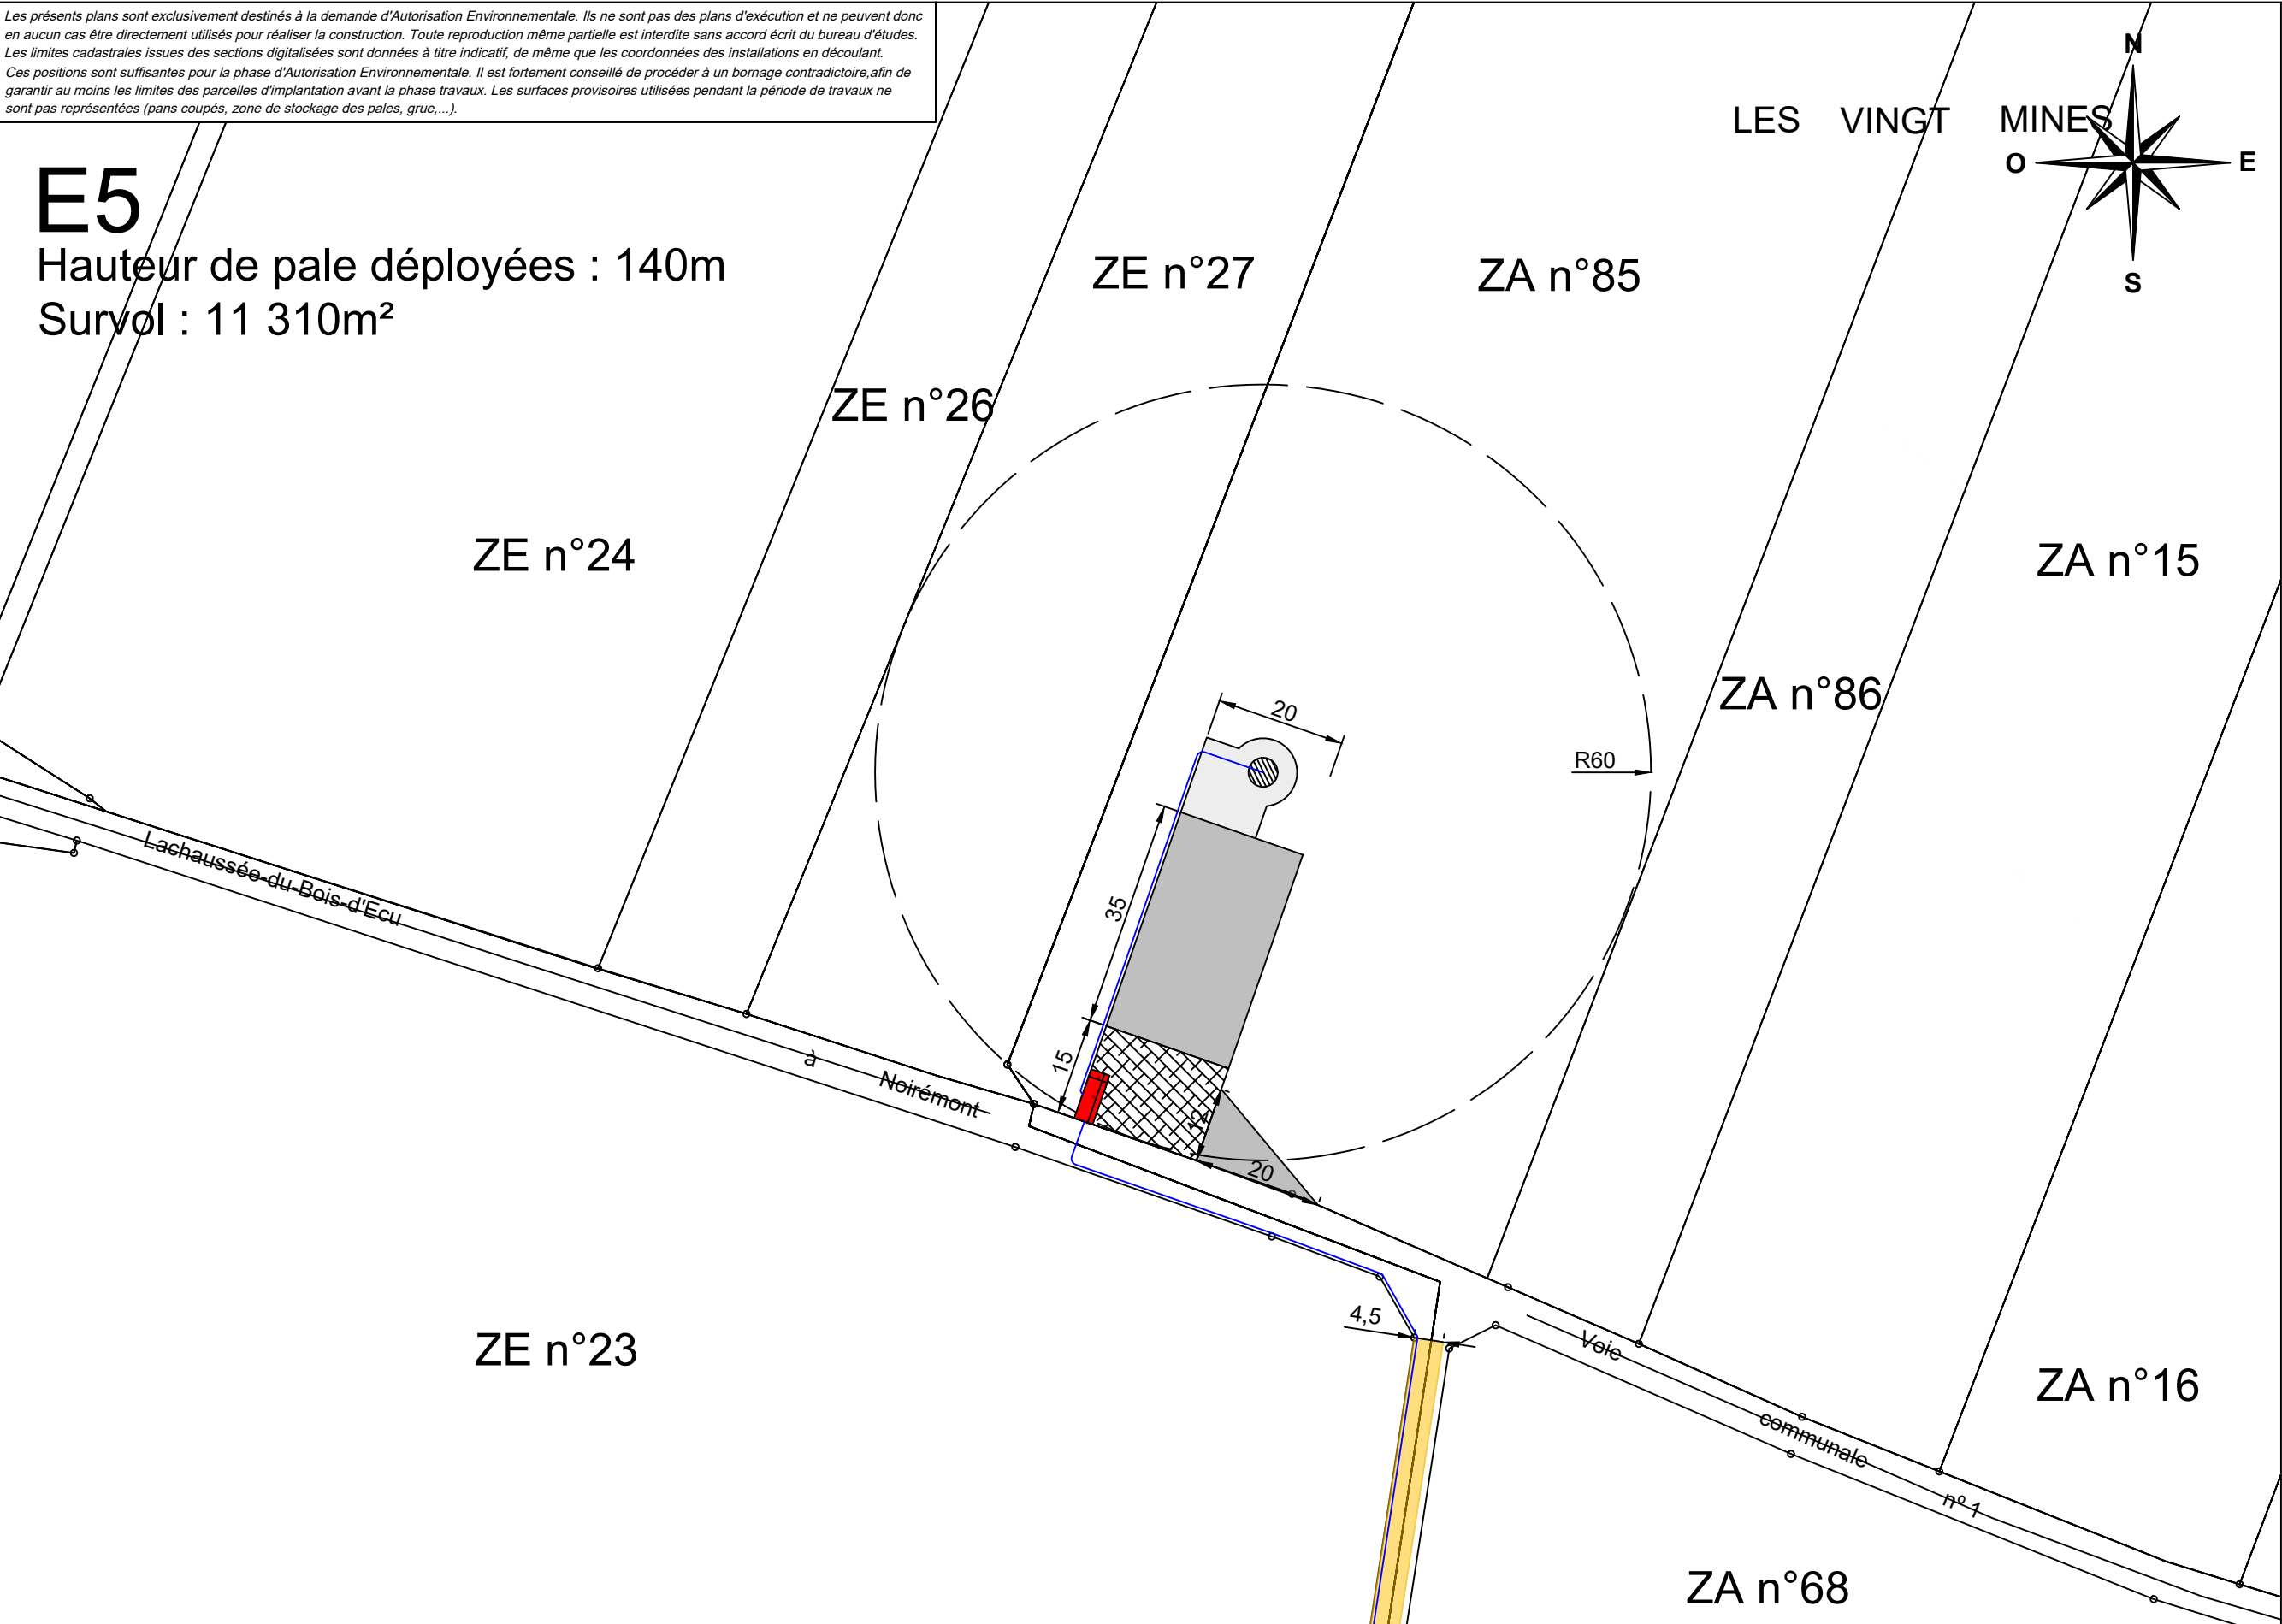 Les présents plans sont exclusivement destinés à la demande d'Autorisation Environnementale. Ils ne sont pas des plans d'exécution et ne peuvent donc
en aucun cas être directement utilisés pour réaliser la construction. Toute reproduction même partielle est interdite sans accord écrit du bureau d'études.
Les limites cadastrales issues des sections digitalisées sont données à titre indicatif, de même que les coordonnées des installations en découlant.
Ces positions sont suffisantes pour la phase d'Autorisation Environnementale. Il est fortement conseillé de procéder à un bornage contradictoire,afin de
garantir au moins les limites des parcelles d'implantation avant la phase travaux. Les surfaces provisoires utilisées pendant la période de travaux ne
sont pas représentées (pans coupés, zone de stockage des pales, grue,...).
N
LES VINGT MINES
O
E
S
E5
Hauteur de pale déployées : 140m
Survol : 11 310m²
ZE n°27
ZA n°85
ZE n°26
ZE n°24
ZA n°15
ZA n°86
20
R60
35
Lachaussée-du-Bois-d'Ecu
15
à
Noirémont
12
20
4,5
Voie
ZE n°23
ZA n°16
communale
nº 1
ZA n°68